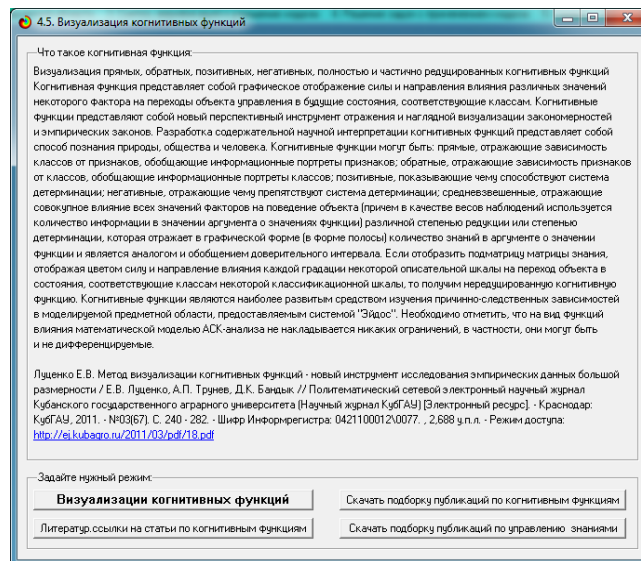 4.5. Визуализация когнитивных функций
Что такое когнитивная функция:
Визуализация прямых, обратных, позитивных, негативных, полностью и частично редуцированных когнитивных функций
Когнитивная функция представляет собой графическое отображение силы и направления влияния различных значений
некоторого фактора на переходы объекта управления в будущие состояния, соответствующие классам. Когнитивные
функции представляют собой новый перспективный инструмент отражения и наглядной визуализации закономерностей
и эмпирических законов. Разработка содержательной научной интерпретации когнитивных функций представляет собой
способ познания природы, общества и человека. Когнитивные функции могут быть: прямые, отражающие зависимость
классов от признаков, обобщающие информационные портреты признаков; обратные, отражающие зависимость признаков
от классов, обобщающие информационные портреты классов; позитивные, показывающие чему способствуют система
детерминации; негативные, отражающие чему препятствуют система детерминации; средневзвешенные, отражающие
совокупное влияние всех значений факторов на поведение объекта (причем в качестве весов наблюдений используется
количество информации в значении аргумента о значениях функции) различной степенью редукции или степенью
детерминации, которая отражает в графической форме (в форме полосы) количество знаний в аргументе о значении
функции и является аналогом и обобщением доверительного интервала. Если отобразить подматрицу матрицы знаний,
отображая цветом силу и направление влияния каждой градации некоторой описательной шкалы на переход объекта в
состояния, соответствующие классам некоторой классификационной шкалы, то получим нередуцированную когнитивную
функцию. Когнитивные функции являются наиболее развитым средством изучения причинно-следственных зависимостей
в моделируемой предметной области, предоставляемым системой "Эйдос". Необходимо отметить, что на вид функций
влияния математической моделью АСК-анализа не накладывается никаких ограничений, в частности, они могут быть
и не дифференцируемые.
Луценко Е.В. Метод визуализации когнитивных функций - новый инструмент исследования эмпирических данных большой
размерности / Е.В. Луценко, А.П. Трунев, Д.К. Бандык // Политематический сетевой электронный научный журнал
Кубанского государственного аграрного университета (Научный журнал КубГАУ) [Электронный ресурс]. - Краснодар:
КубГАУ, 2011. - №03(67). С. 240 - 282. - Шифр Информрегистра: 0421100012\0077. , 2,688 у.п.л. - Режим доступа:
http://ej.kubagro.ru/2011/03/pdf/18.pdf
Задайте нужный режим:
Визуализации когнитивных функций
Скачать подборку публикаций по когнитивным функциям
Литератур.ссылки на статьи по когнитивным функциям
Скачать подборку публикаций по управлению знаниями